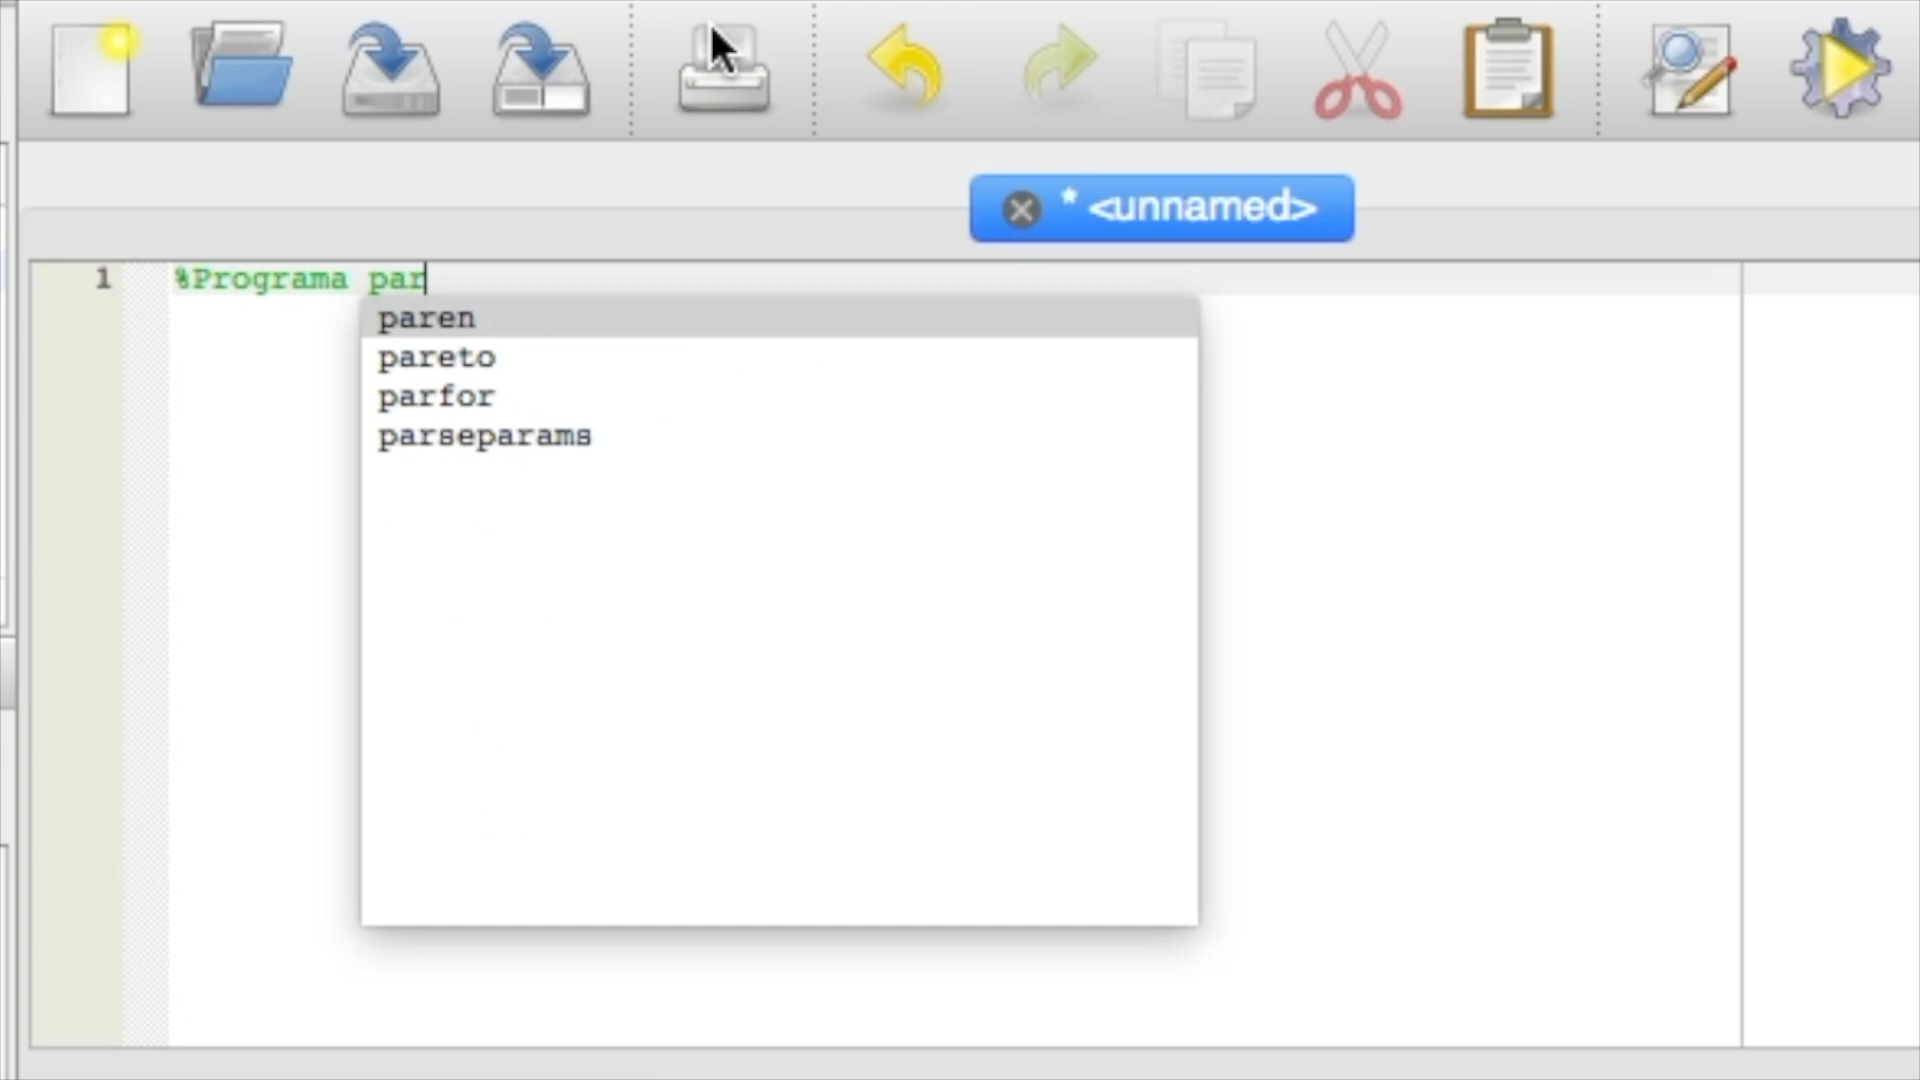 * <unnamed>
1 %Programa par
paren
pareto
parfor
parseparams